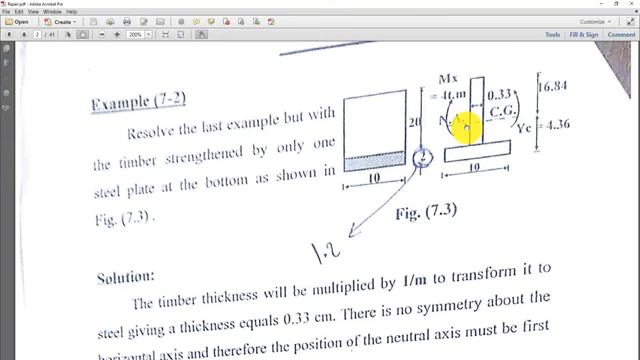 Paper.pdf - Adobe Acrobat Pro
File Edit View Window Help
Open
Create
Customize
2 / 41
200%
Tools Fill & Sign Comment
Mx
= 4t.m
0.33
16.84
Example (7-2)
C.G.
20
N.A.
Resolve the last example but with
Yc = 4.36
the timber strengthened by only one
2
steel plate at the bottom as shown in
10
10
Fig. (7.3).
Fig. (7.3)
1.2
Solution:
The timber thickness will be multiplied by 1/m to transform it to
steel giving a thickness equals 0.33 cm. There is no symmetry about the
horizontal axis and therefore the position of the neutral axis must be first